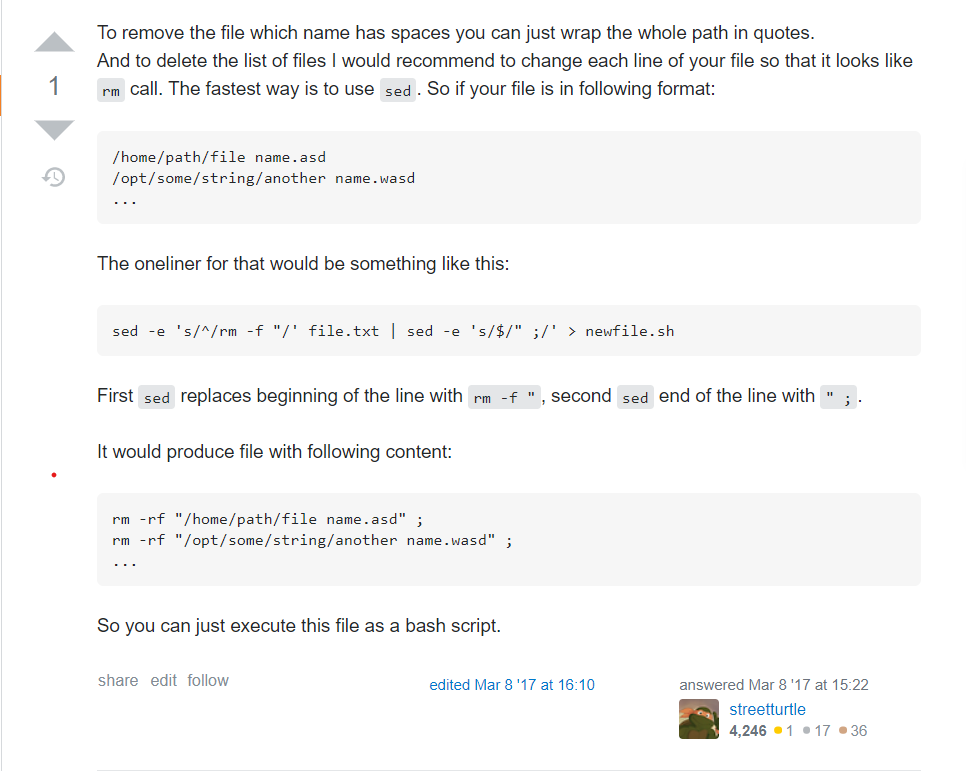 To remove the file which name has spaces you can just wrap the whole path in quotes.
And to delete the list of files I would recommend to change each line of your file so that it looks like
rm call. The fastest way is to use sed. So if your file is in following format:
1
/home/path/file name.asd
/opt/some/string/another name.wasd
...
The oneliner for that would be something like this:
sed -e 's/^/rm -f "/' file.txt | sed -e 's/$/" ;/' > newfile.sh
First sed replaces beginning of the line with rm -f ", second sed end of the line with " ;.
It would produce file with following content:
rm -rf "/home/path/file name.asd" ;
rm -rf "/opt/some/string/another name.wasd" ;
...
So you can just execute this file as a bash script.
share edit follow
edited Mar 8 '17 at 16:10
answered Mar 8 '17 at 15:22
streetturtle
4,246 1 17 36